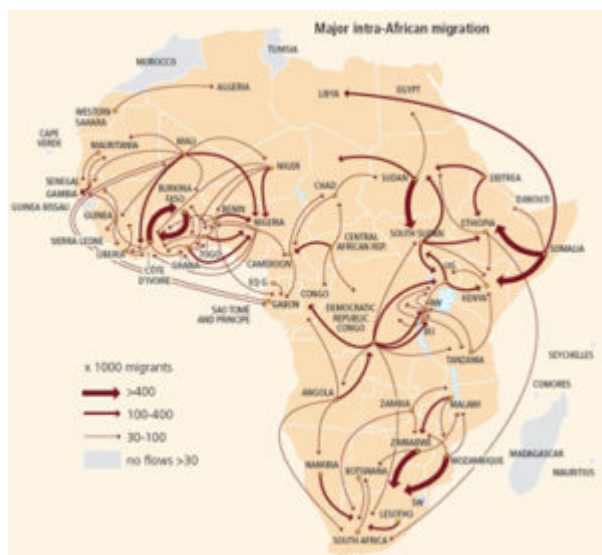 Major intra-African migration
TUNISIA
MOROCCO
ALGERIA
LIBYA
EGYPT
WESTERN
SAHARA
CAPE
VERDE
MAURITANIA
MALI
NIGER
SENEGAL
GAMBIA
GUINEA BISSAU
GUINEA
SIERRA LEONE
LIBERIA
CÔTE
D'IVOIRE
BURKINA
FASO
GHANA
TOGO
BENIN
NIGERIA
CHAD
SUDAN
ERITREA
DJIBOUTI
ETHIOPIA
SOUTH SUDAN
SOMALIA
CENTRAL
AFRICAN REP.
CAMEROON
EQ G
GABON
SAO TOME
AND PRINCIPE
CONGO
DEMOCRATIC
REPUBLIC
CONGO
UG
RW
BU
KENYA
TANZANIA
SEYCHELLES
COMORES
ANGOLA
ZAMBIA
MALAWI
ZIMBABWE
MOZAMBIQUE
MADAGASCAR
MAURITIUS
NAMIBIA
BOTSWANA
SW
LESOTHO
SOUTH AFRICA
x 1000 migrants
>400
100-400
30-100
no flows >30